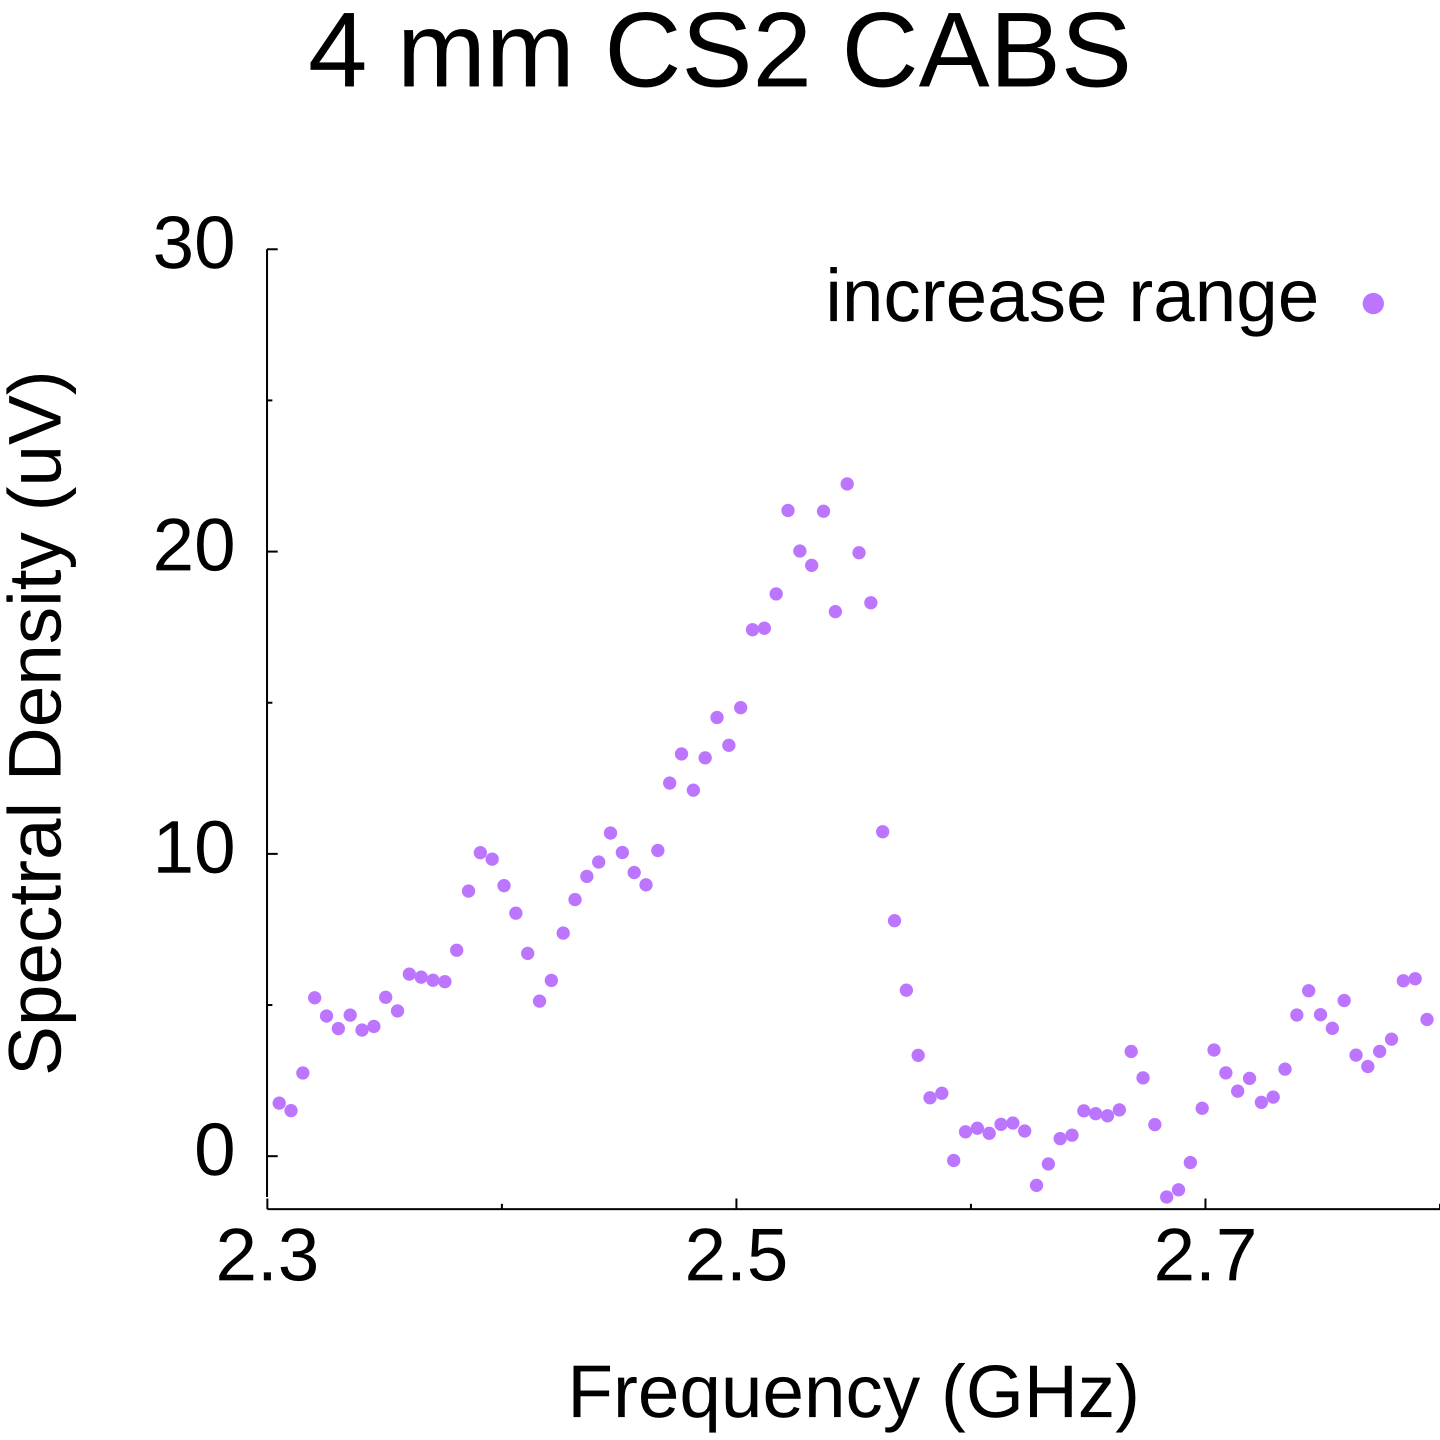 4 mm CS2 CABS
30
increase range
20
10
0
Spectral Density (uV)
2.3 2.5 2.7
Frequency (GHz)